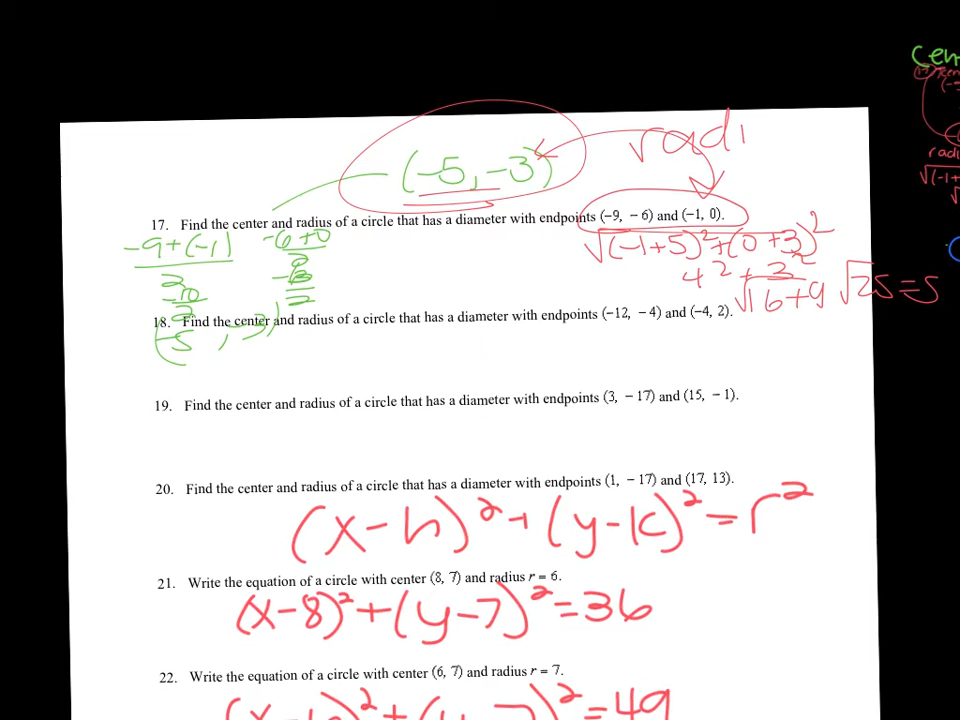 Cen
(-5, -3)
radi
17. Find the center and radius of a circle that has a diameter with endpoints (−9, − 6) and (−1, 0).
-9+(-1)
-6+0
√(-1+5)²+(0+3)²
4² + 3²
√16+9 √25=5
18. Find the center and radius of a circle that has a diameter with endpoints (−12, − 4) and (−4, 2).
(-5, -3)
19. Find the center and radius of a circle that has a diameter with endpoints (3, − 17) and (15, − 1).
20. Find the center and radius of a circle that has a diameter with endpoints (1, − 17) and (17, 13).
(x-h)²+(y-k)²=r²
21. Write the equation of a circle with center (8, 7) and radius r = 6.
(x-8)²+(y-7)²=36
22. Write the equation of a circle with center (6, 7) and radius r = 7.
(x-6)²+(y-7)²=49